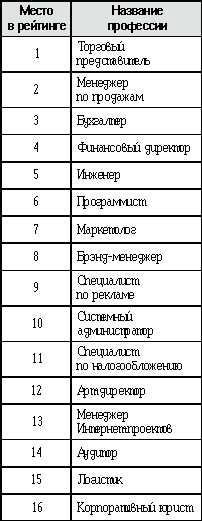 Место в рейтинге
Название профессии
1 Торговый представитель
2 Менеджер по продажам
3 Бухгалтер
4 Финансовый директор
5 Инженер
6 Программист
7 Маркетолог
8 Брэнд-менеджер
9 Специалист по рекламе
10 Системный администратор
11 Специалист по налогообложению
12 Арт-директор
13 Менеджер Интернет-проектов
14 Аудитор
15 Логистик
16 Корпоративный юрист